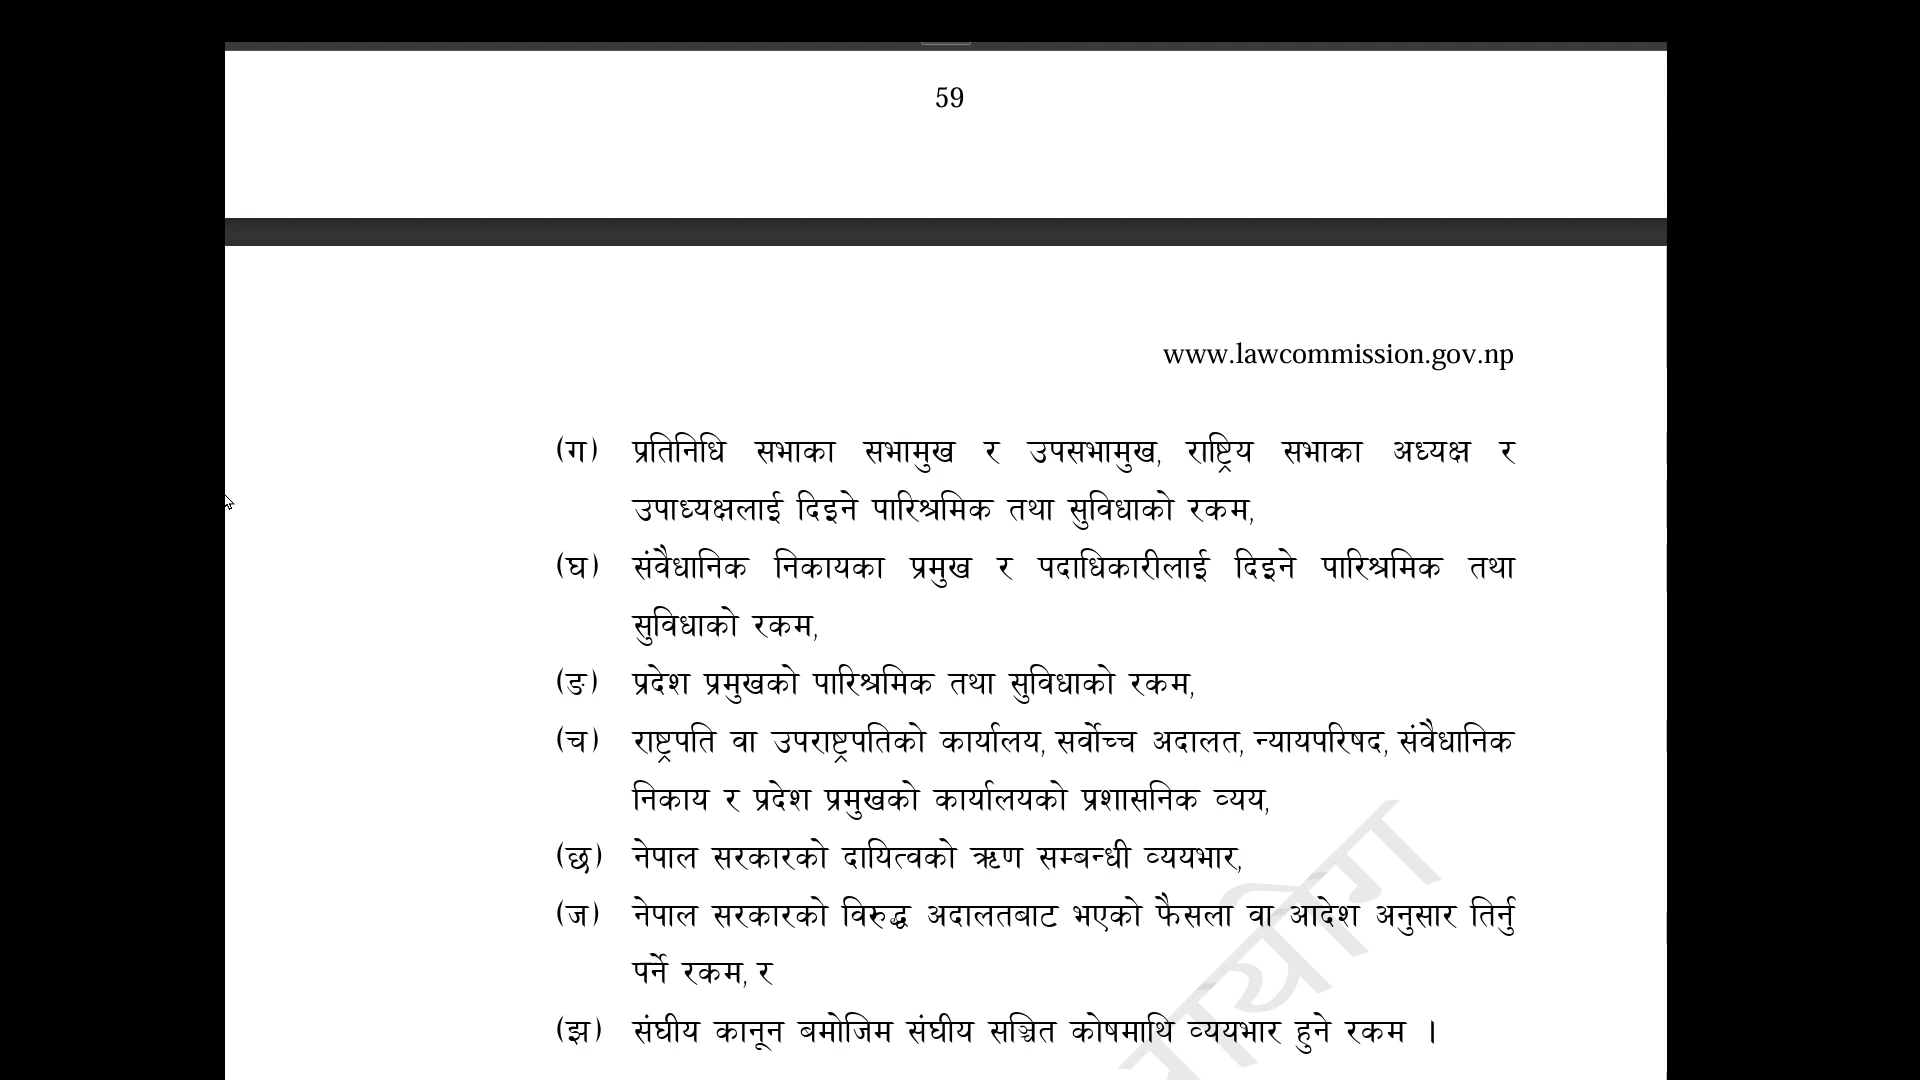 59
www.lawcommission.gov.np
(ग) प्रतिनिधि सभाका सभामुख र उपसभामुख, राष्ट्रिय सभाका अध्यक्ष र
उपाध्यक्षलाई दिइने पारिश्रमिक तथा सुविधाको रकम,
(घ) संवैधानिक निकायका प्रमुख र पदाधिकारीलाई दिइने पारिश्रमिक तथा
सुविधाको रकम,
(ङ) प्रदेश प्रमुखको पारिश्रमिक तथा सुविधाको रकम,
(च) राष्ट्रपति वा उपराष्ट्रपतिको कार्यालय, सर्वोच्च अदालत, न्यायपरिषद, संवैधानिक
निकाय र प्रदेश प्रमुखको कार्यालयको प्रशासनिक व्यय,
(छ) नेपाल सरकारको दायित्वको ऋण सम्बन्धी व्ययभार,
(ज) नेपाल सरकारको विरुद्ध अदालतबाट भएको फैसला वा आदेश अनुसार तिर्नु
पर्ने रकम, र
(झ) संघीय कानून बमोजिम संघीय सञ्चित कोषमाथि व्ययभार हुने रकम ।